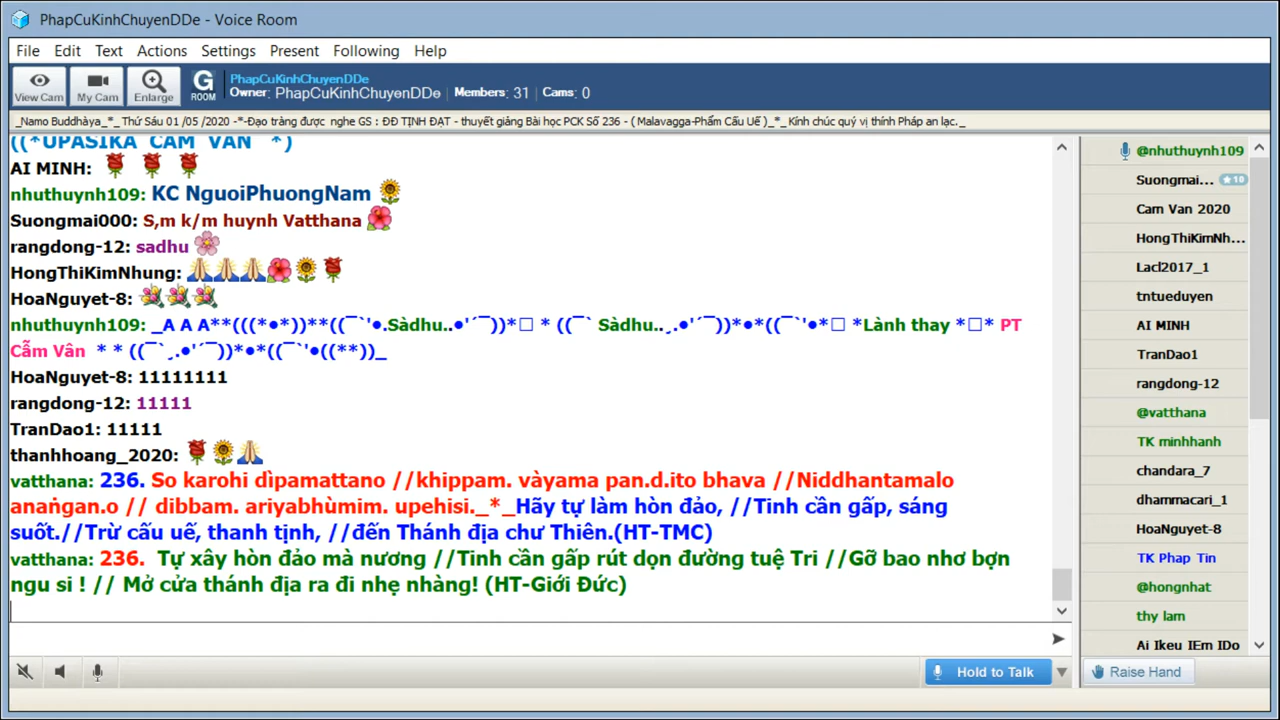 PhapCuKinhChuyenDDe - Voice Room
File Edit Text Actions Settings Present Following Help
View Cam My Cam Enlarge G ROOM
PhapCuKinhChuyenDDe
Owner: PhapCuKinhChuyenDDe Members: 31 Cams: 0
_Namo Buddhàya_*_ Thứ Sáu 01 /05 /2020 -*-Đạo tràng được nghe GS : ĐĐ TỊNH ĐẠT - thuyết giảng Bài học PCK Số 236 - ( Malavagga-Phẩm Cấu Uế )_*_ Kính chúc quý vị thính Pháp an lạc._
((*UPASIKA CAM VAN *)
AI MINH:
nhuthuynh109: KC NguoiPhuongNam
Suongmai000: S,m k/m huynh Vatthana
rangdong-12: sadhu
HongThiKimNhung:
HoaNguyet-8:
nhuthuynh109: _A A A**(((*•*))**((¯`'•.Sàdhu..•'´¯))*□ * ((¯` Sàdhu..¸.•'´¯))*•*((¯`'•*□ *Lành thay *□* PT
Cẫm Vân * * ((¯`¸.•'´¯))*•*((¯`'•((**))_
HoaNguyet-8: 11111111
rangdong-12: 11111
TranDao1: 11111
thanhhoang_2020:
vatthana: 236. So karohi dìpamattano //khippam. vàyama pan.d.ito bhava //Niddhantamalo
anaṅgan.o // dibbam. ariyabhùmim. upehisi._*_Hãy tự làm hòn đảo, //Tinh cần gấp, sáng
suốt.//Trừ cấu uế, thanh tịnh, //đến Thánh địa chư Thiên.(HT-TMC)
vatthana: 236. Tự xây hòn đảo mà nương //Tinh cần gấp rút dọn đường tuệ Tri //Gỡ bao nhơ bợn
ngu si ! // Mở cửa thánh địa ra đi nhẹ nhàng! (HT-Giới Đức)
Hold to Talk
@nhuthuynh109
Suongmai... 10
Cam Van 2020
HongThiKimNh...
Lacl2017_1
tntueduyen
AI MINH
TranDao1
rangdong-12
@vatthana
TK minhhanh
chandara_7
dhammacari_1
HoaNguyet-8
TK Phap Tin
@hongnhat
thy lam
Ai Ikeu IEm IDo
Raise Hand